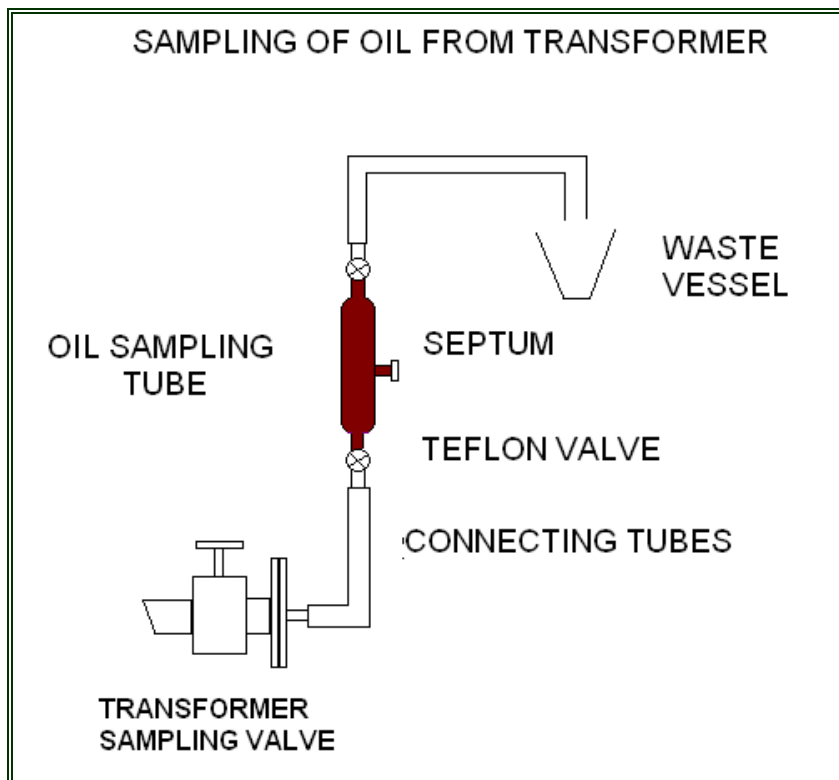 SAMPLING OF OIL FROM TRANSFORMER
WASTE
VESSEL
OIL SAMPLING
TUBE
SEPTUM
TEFLON VALVE
CONNECTING TUBES
TRANSFORMER
SAMPLING VALVE